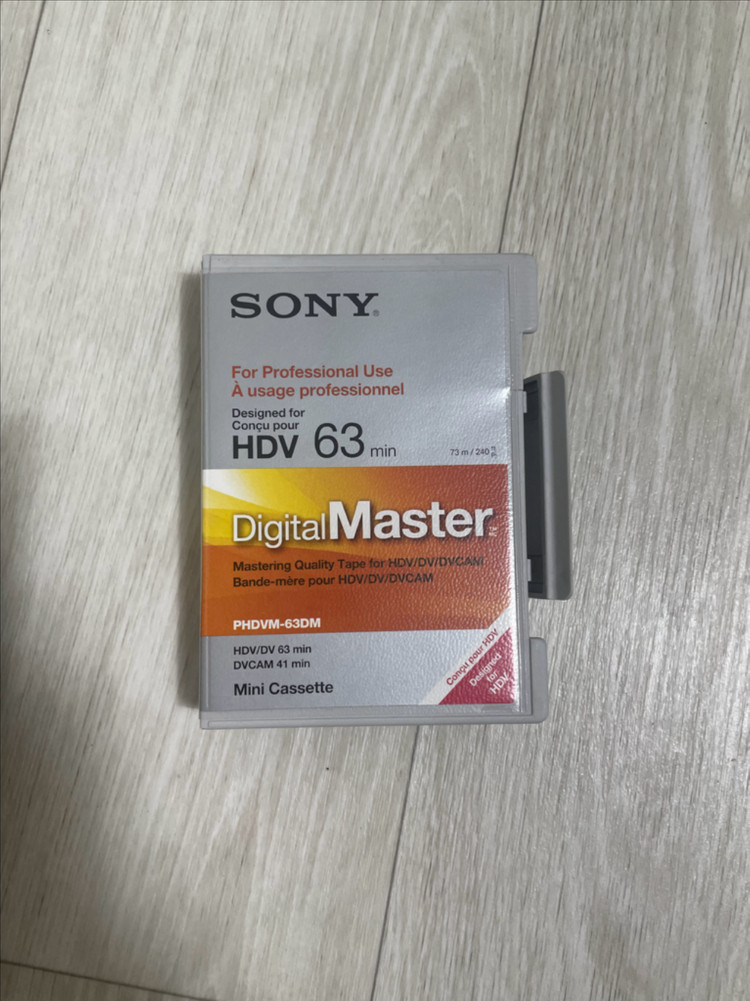 SONY®
For Professional Use
À usage professionnel
Designed for
Conçu pour
HDV 63 min
73 m / 240
DigitalMaster
Mastering Quality Tape for HDV/DV/DVCAM
Bande-mère pour HDV/DV/DVCAM
PHDVM-63DM
HDV/DV 63 min
DVCAM 41 min
Mini Cassette
Conçu pour HDV
Designed
for
HDV